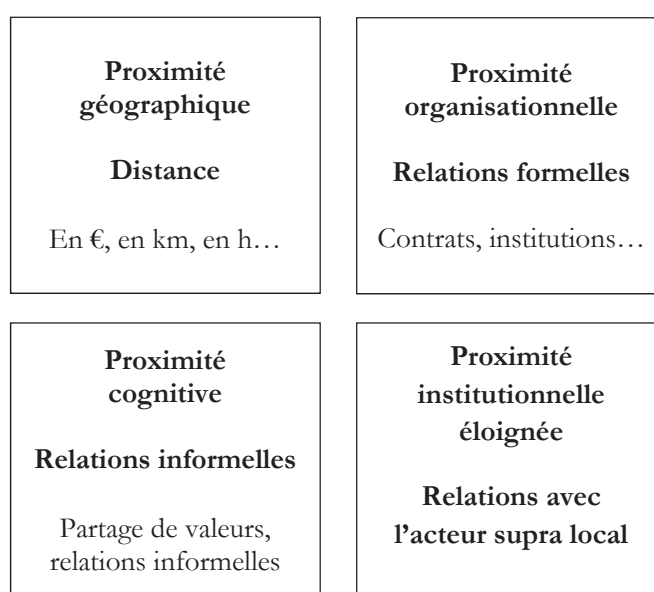 Proximité
géographique
Distance
En €, en km, en h…
Proximité
organisationnelle
Relations formelles
Contrats, institutions…
Proximité
cognitive
Relations informelles
Partage de valeurs,
relations informelles
Proximité
institutionnelle
éloignée
Relations avec
l’acteur supra local